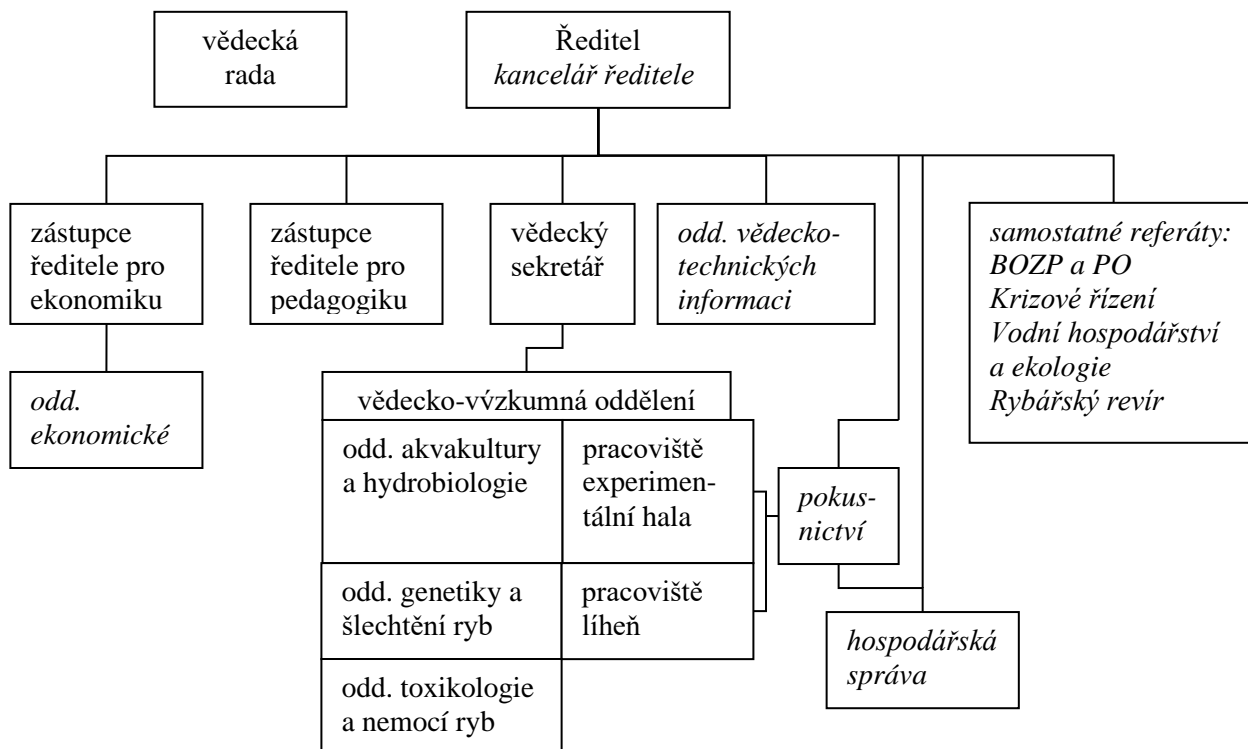 vědecká
rada
Ředitel
kancelář ředitele
zástupce
ředitele pro
ekonomiku
zástupce
ředitele pro
pedagogiku
vědecký
sekretář
odd. vědecko-
technických
informaci
samostatné referáty:
BOZP a PO
Krizové řízení
Vodní hospodářství
a ekologie
Rybářský revír
odd.
ekonomické
vědecko-výzkumná oddělení
odd. akvakultury
a hydrobiologie
pracoviště
experimen-
tální hala
pokus-
nictví
odd. genetiky a
šlechtění ryb
pracoviště
líheň
hospodářská
správa
odd. toxikologie
a nemocí ryb